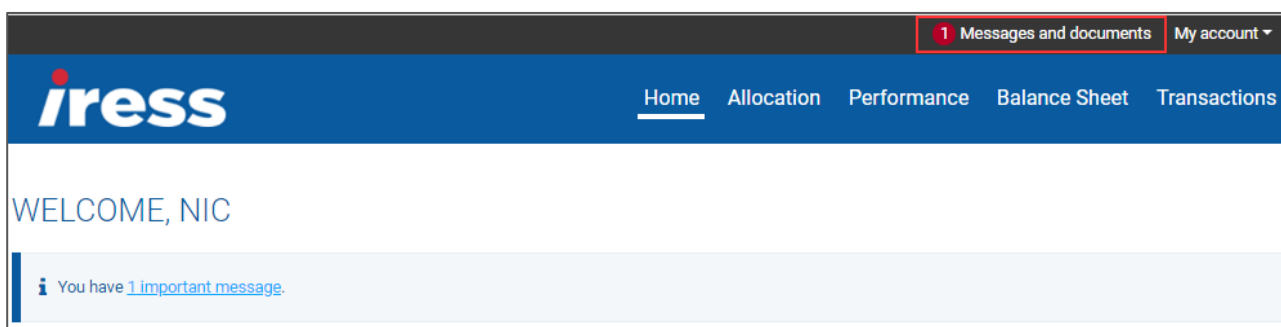 1 Messages and documents My account
iress
Home Allocation Performance Balance Sheet Transactions
WELCOME, NIC
i You have 1 important message.